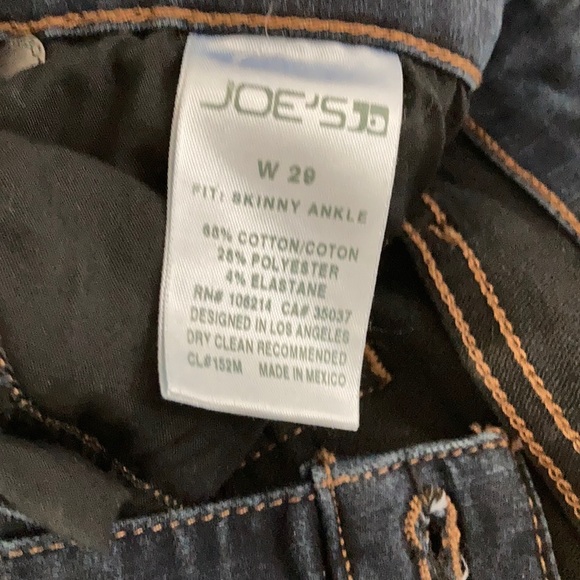 JOE'S
W 29
FIT: SKINNY ANKLE
68% COTTON/COTON
28% POLYESTER
4% ELASTANE
RN# 106214 CA# 35037
DESIGNED IN LOS ANGELES
DRY CLEAN RECOMMENDED
CL#152M MADE IN MEXICO